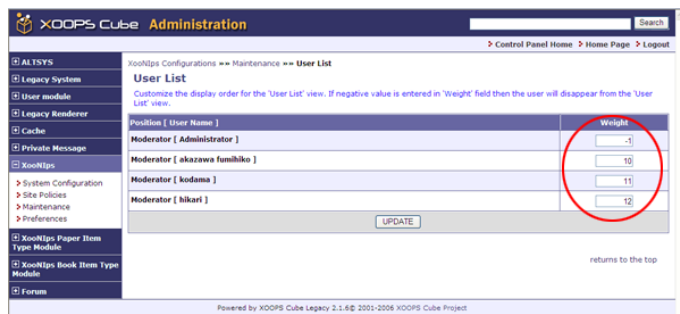 XOOPS Cube Administration
Search
Control Panel Home Home Page Logout
ALTSYS
Legacy System
User module
Legacy Renderer
Cache
Private Message
XooNIps
System Configuration
Site Policies
Maintenance
Preferences
XooNIps Paper Item
Type Module
XooNIps Book Item Type
Module
Forum
XooNIps Configurations »» Maintenance »» User List
User List
Customize the display order for the 'User List' view. If negative value is entered in 'Weight' field then the user will disappear from the 'User
List' view.
Position [ User Name ] Weight
Moderator [ Administrator ] -1
Moderator [ akazawa fumihiko ] 10
Moderator [ kodama ] 11
Moderator [ hikari ] 12
UPDATE
returns to the top
Powered by XOOPS Cube Legacy 2.1.6© 2001-2006 XOOPS Cube Project